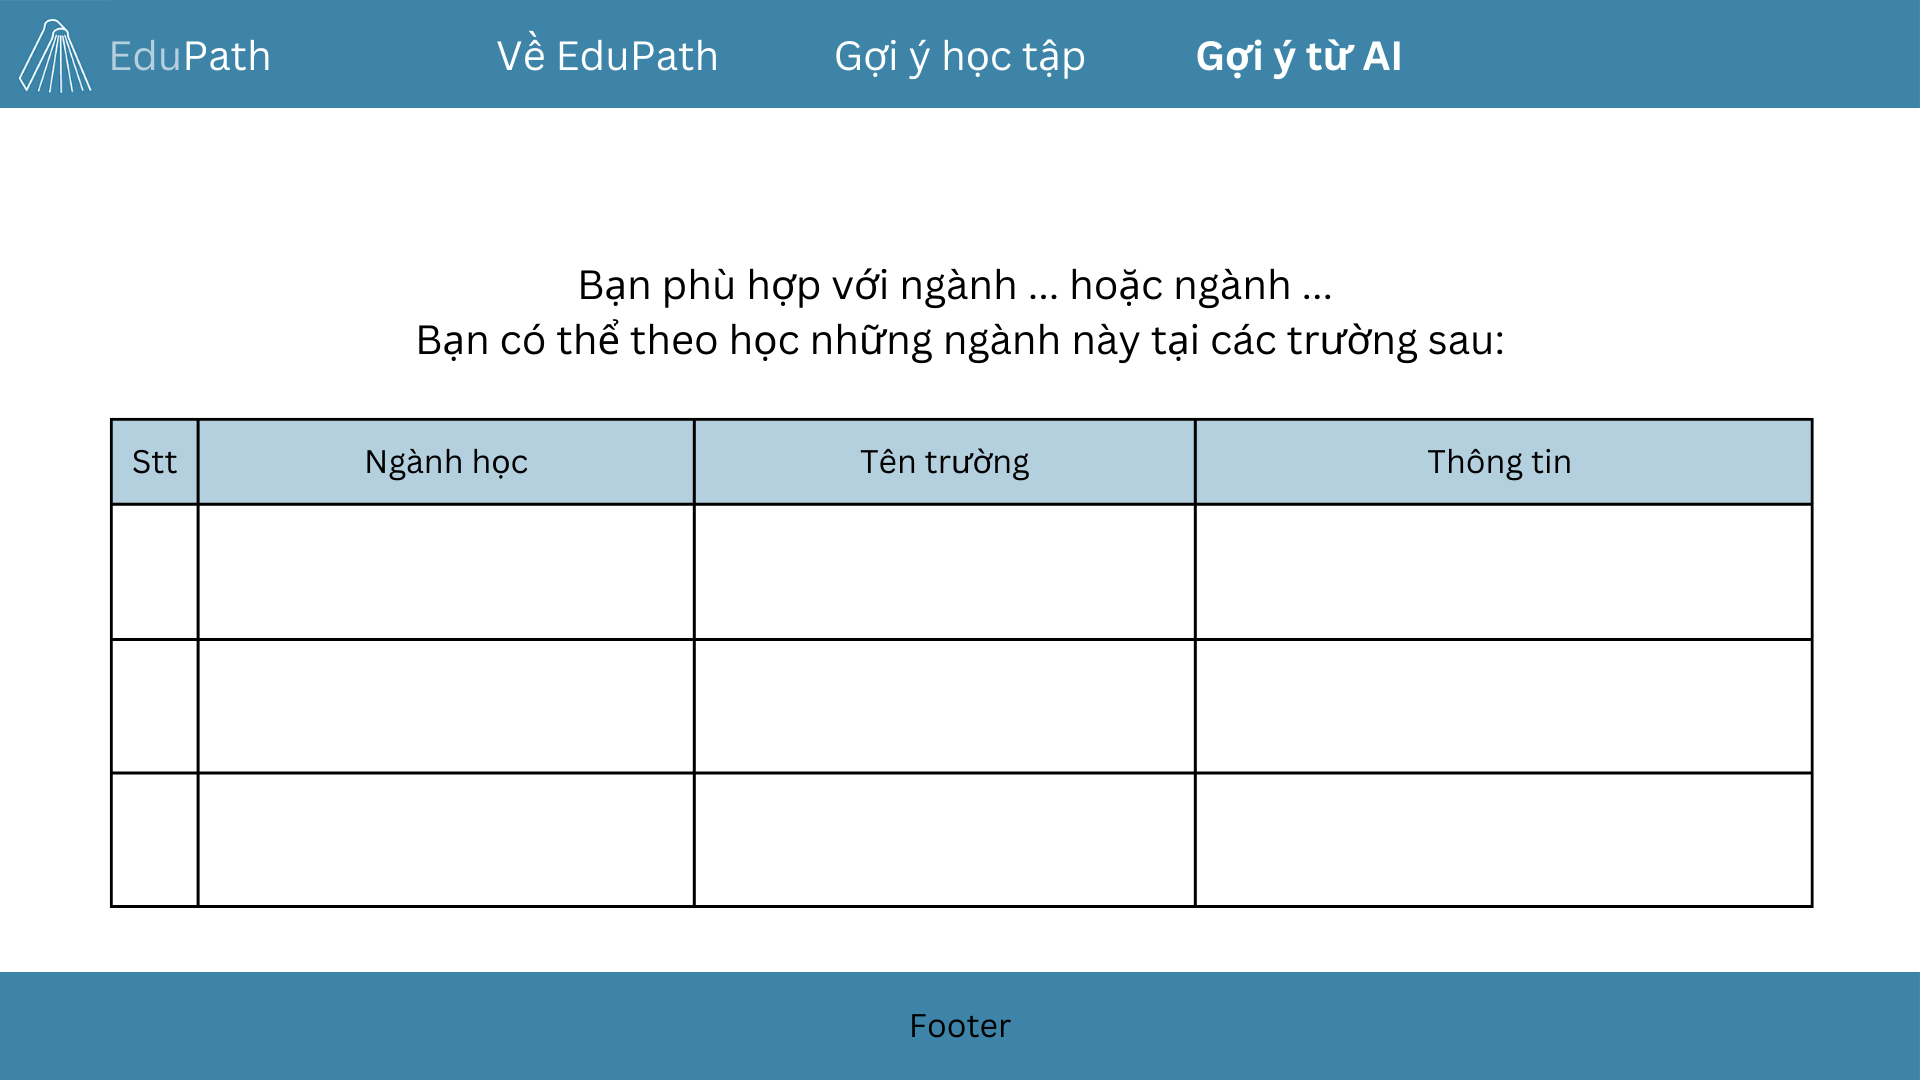 EduPath
Về EduPath
Gợi ý học tập
Gợi ý từ AI
Bạn phù hợp với ngành ... hoặc ngành ...
Bạn có thể theo học những ngành này tại các trường sau:
Stt
Ngành học
Tên trường
Thông tin
Footer